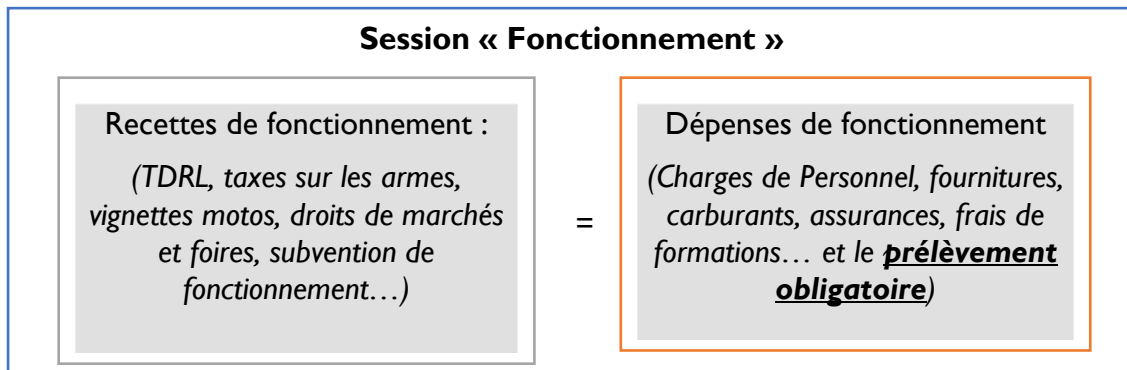 Session « Fonctionnement »
Recettes de fonctionnement :
(TDRL, taxes sur les armes,
vignettes motos, droits de marchés
et foires, subvention de
fonctionnement…)
=
Dépenses de fonctionnement
(Charges de Personnel, fournitures,
carburants, assurances, frais de
formations… et le prélèvement
obligatoire)